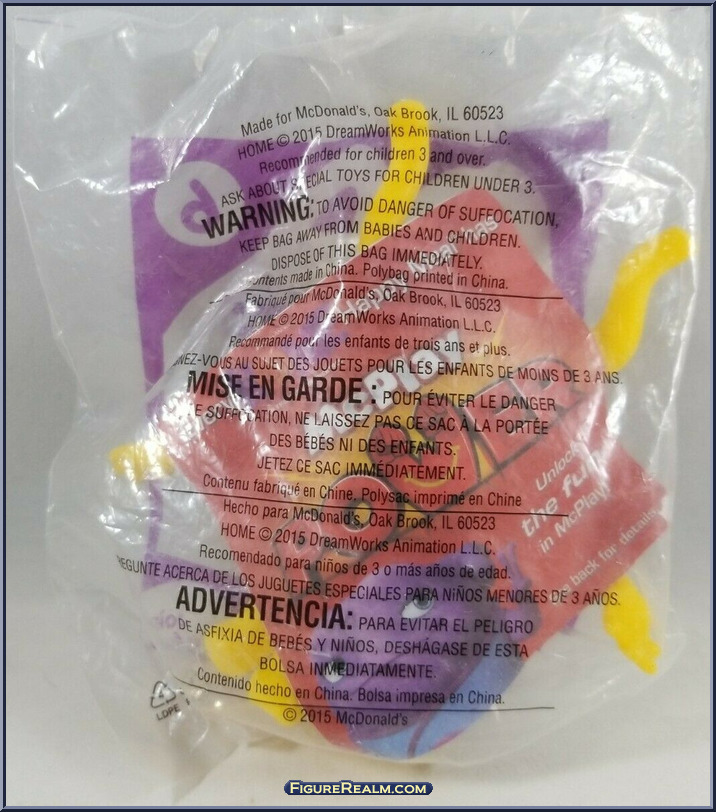 Made for McDonald's, Oak Brook, IL 60523
HOME © 2015 DreamWorks Animation L.L.C.
Recommended for children 3 and over.
ASK ABOUT SPECIAL TOYS FOR CHILDREN UNDER 3.
WARNING: TO AVOID DANGER OF SUFFOCATION,
KEEP BAG AWAY FROM BABIES AND CHILDREN.
DISPOSE OF THIS BAG IMMEDIATELY.
Contents made in China. Polybag printed in China.
Fabriqué pour McDonald's, Oak Brook, IL 60523
HOME © 2015 DreamWorks Animation L.L.C.
Recommandé pour les enfants de trois ans et plus.
NEZ-VOUS AU SUJET DES JOUETS POUR LES ENFANTS DE MOINS DE 3 ANS.
MISE EN GARDE : POUR ÉVITER LE DANGER
E SUFFOCATION, NE LAISSEZ PAS CE SAC À LA PORTÉE
DES BÉBÉS NI DES ENFANTS.
JETEZ CE SAC IMMÉDIATEMENT.
Contenu fabriqué en Chine. Polysac imprimé en Chine
Hecho para McDonald's, Oak Brook, IL 60523
HOME © 2015 DreamWorks Animation L.L.C.
Recomendado para niños de 3 o más años de edad.
REGUNTE ACERCA DE LOS JUGUETES ESPECIALES PARA NIÑOS MENORES DE 3 AÑOS.
ADVERTENCIA: PARA EVITAR EL PELIGRO
DE ASFIXIA DE BEBÉS Y NIÑOS, DESHÁGASE DE ESTA
BOLSA INMEDIATAMENTE.
Contenido hecho en China. Bolsa impresa en China.
© 2015 McDonald's
LDPE
Unlock
the fun
in McPlay
back for details
FIGUREREALM.COM